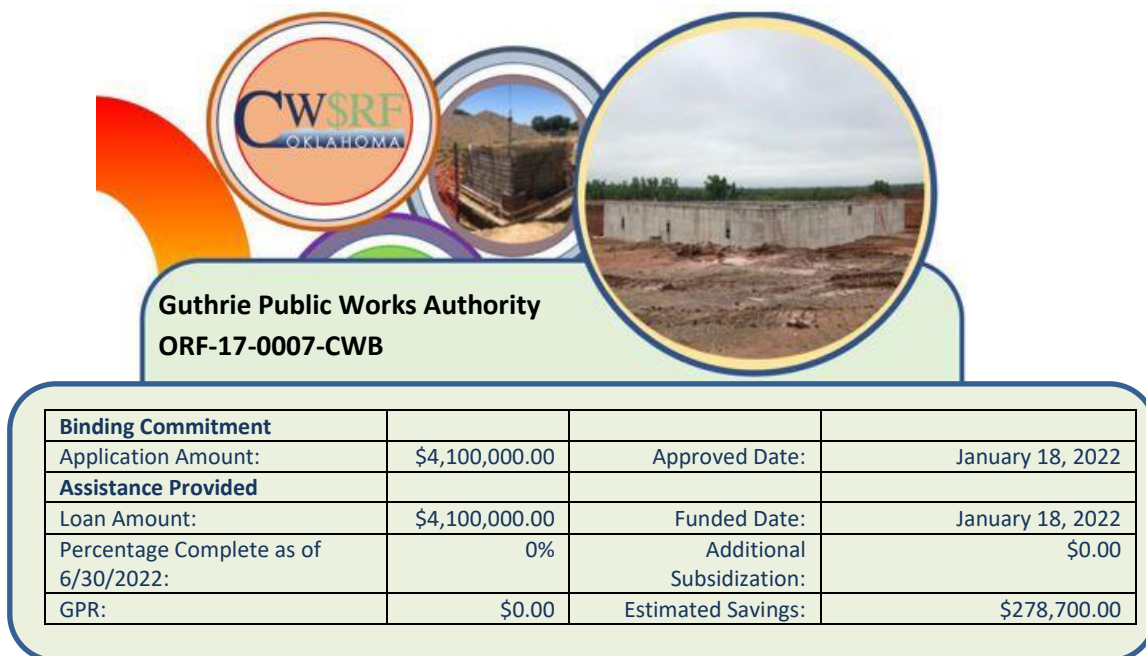 CW$RF
OKLAHOMA
Guthrie Public Works Authority
ORF-17-0007-CWB
Binding Commitment
Application Amount: $4,100,000.00 Approved Date: January 18, 2022
Assistance Provided
Loan Amount: $4,100,000.00 Funded Date: January 18, 2022
Percentage Complete as of 0% Additional $0.00
6/30/2022: Subsidization:
GPR: $0.00 Estimated Savings: $278,700.00